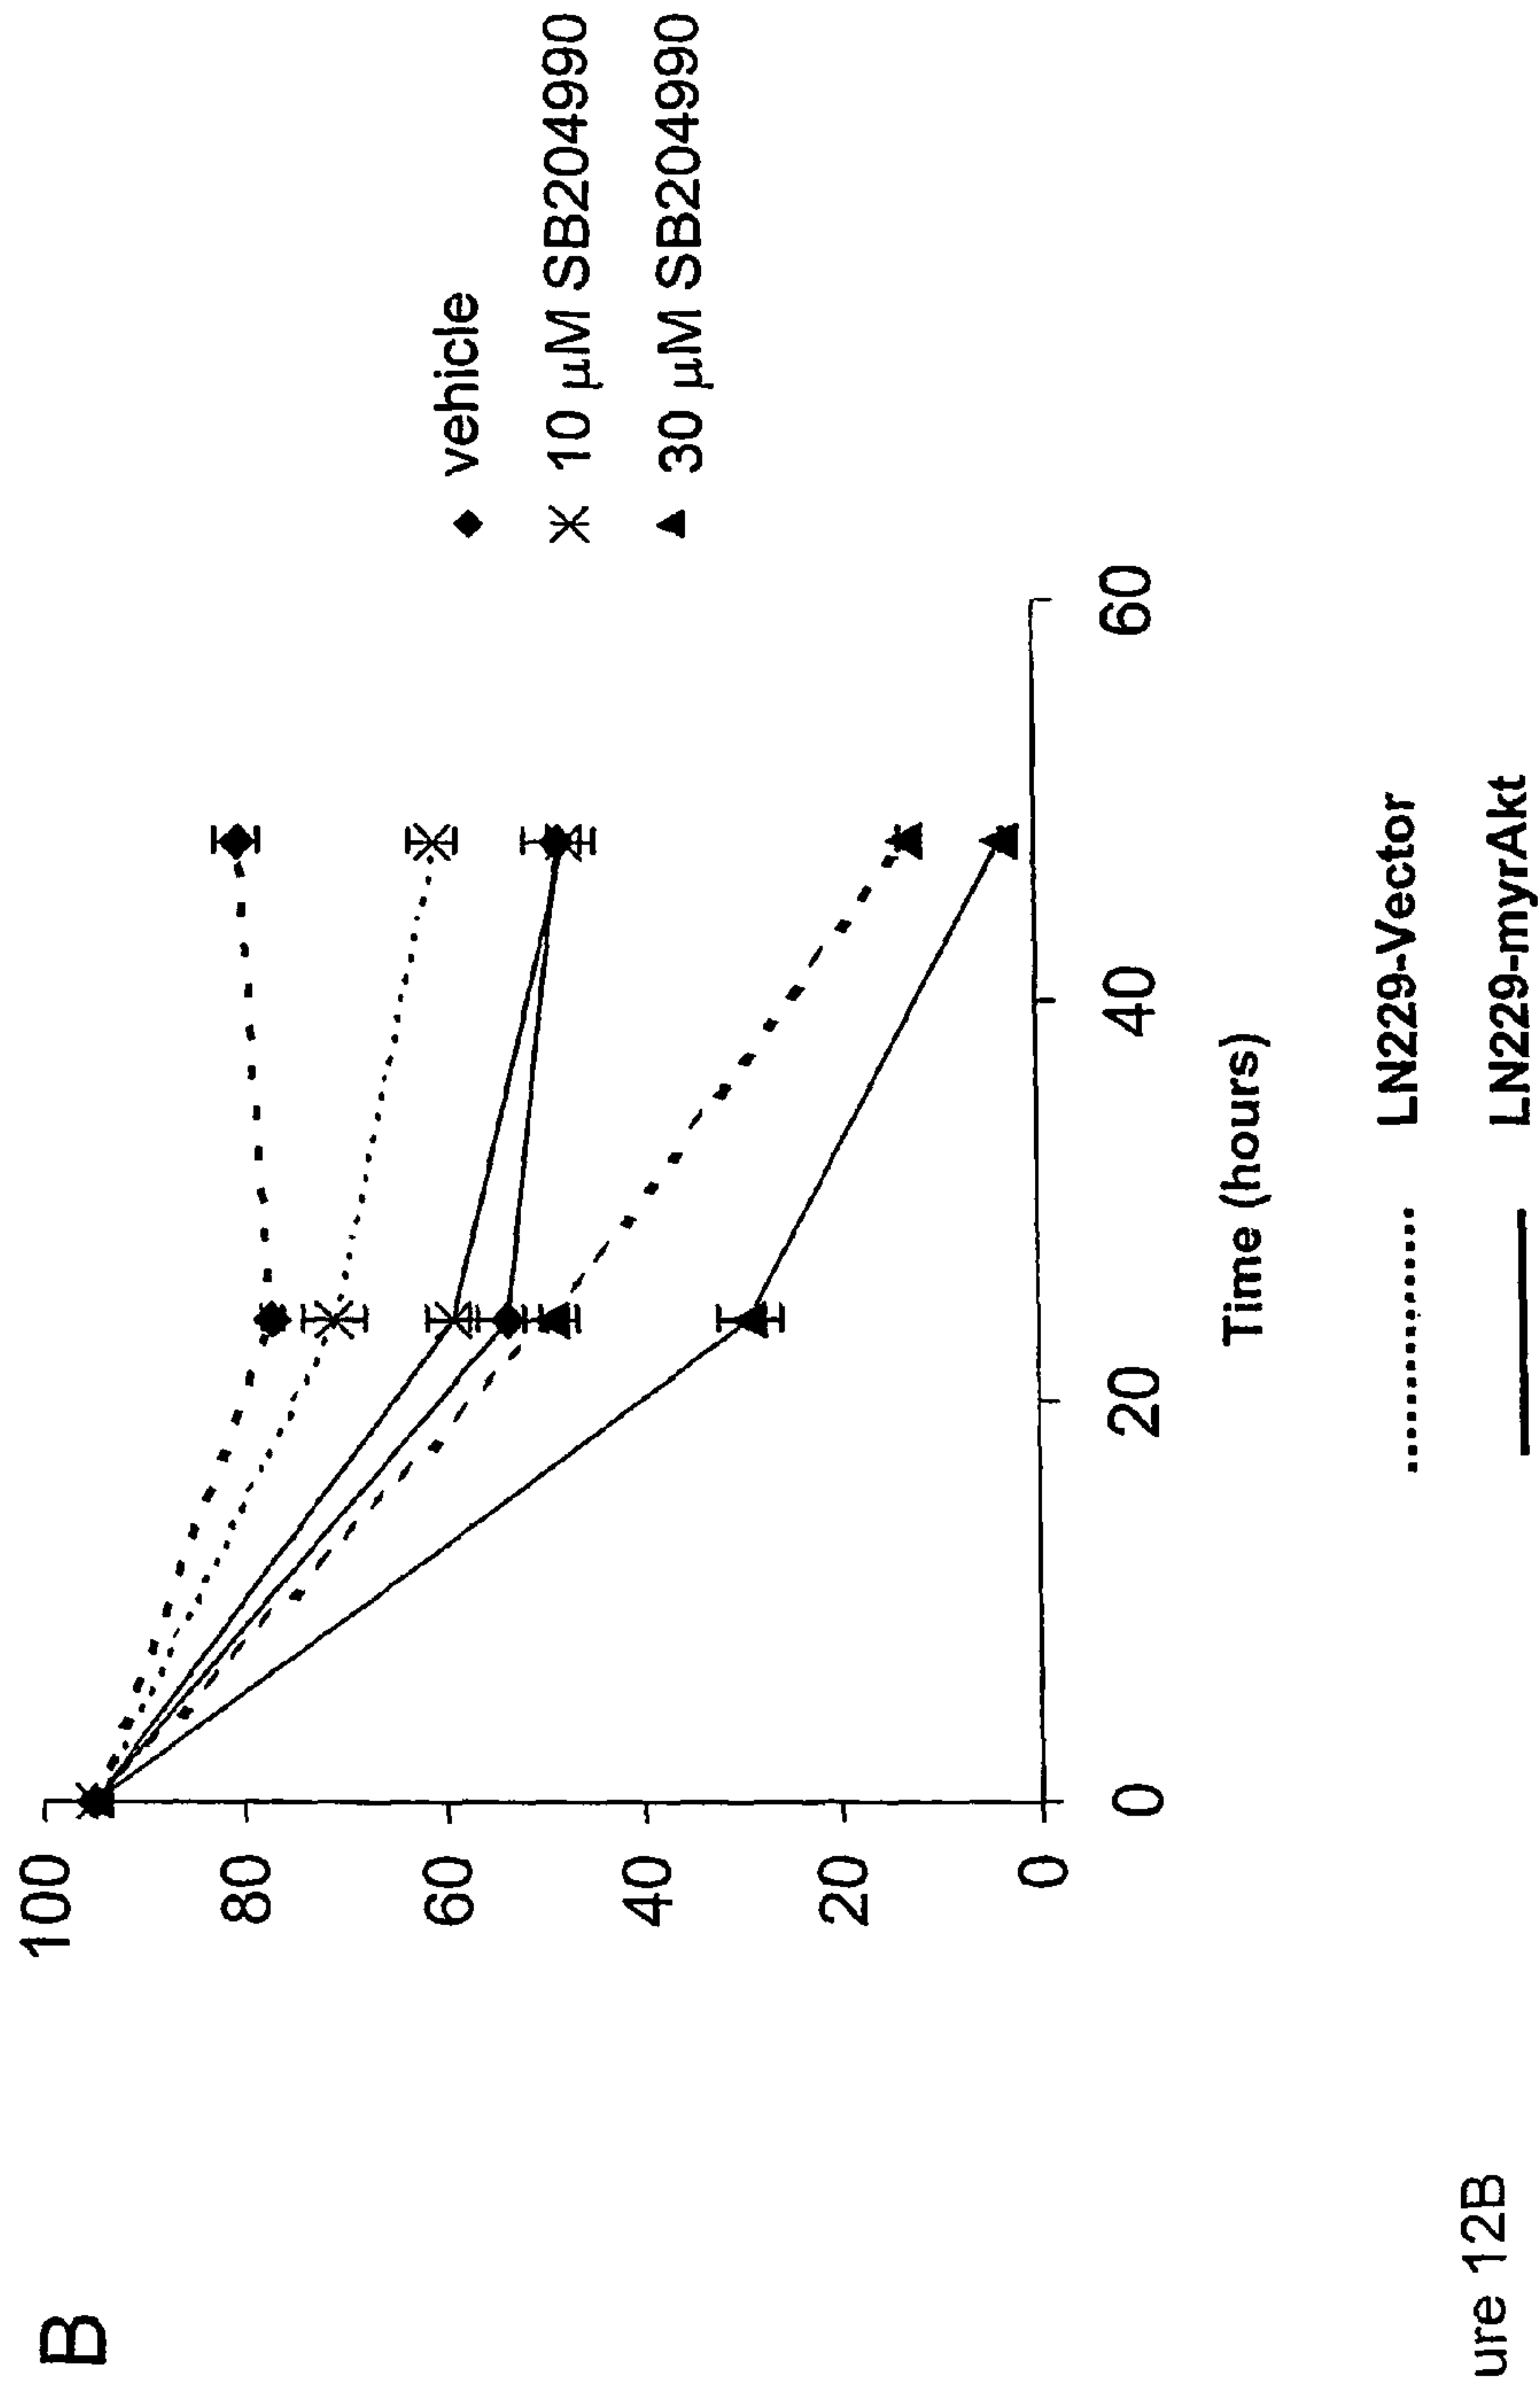 B
100
80
60
40
20
0
0
20
40
60
Time (hours)
vehicle
10 µM SB204990
30 µM SB204990
LN229-Vector
LN229-myrAkt
ure 12B